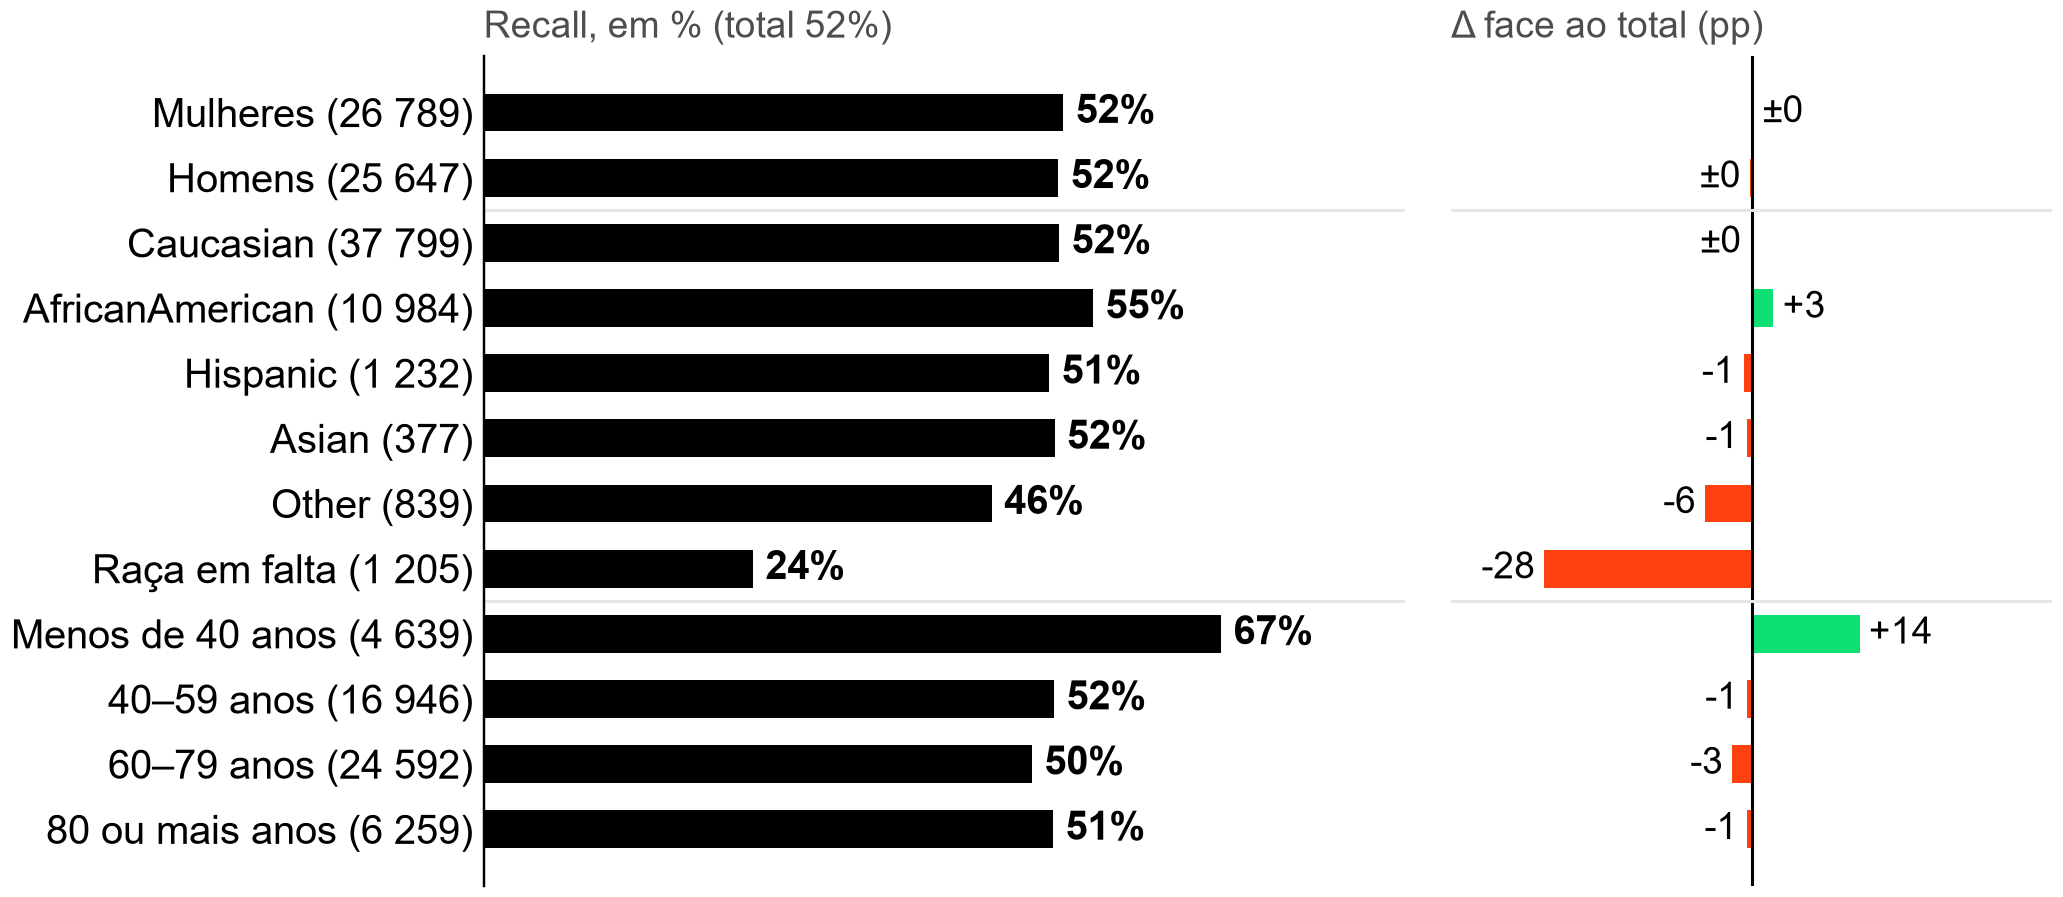 Recall, em % (total 52%) Δ face ao total (pp)
Mulheres (26 789) 52% ±0
Homens (25 647) 52% ±0
Caucasian (37 799) 52% ±0
AfricanAmerican (10 984) 55% +3
Hispanic (1 232) 51% -1
Asian (377) 52% -1
Other (839) 46% -6
Raça em falta (1 205) 24% -28
Menos de 40 anos (4 639) 67% +14
40–59 anos (16 946) 52% -1
60–79 anos (24 592) 50% -3
80 ou mais anos (6 259) 51% -1